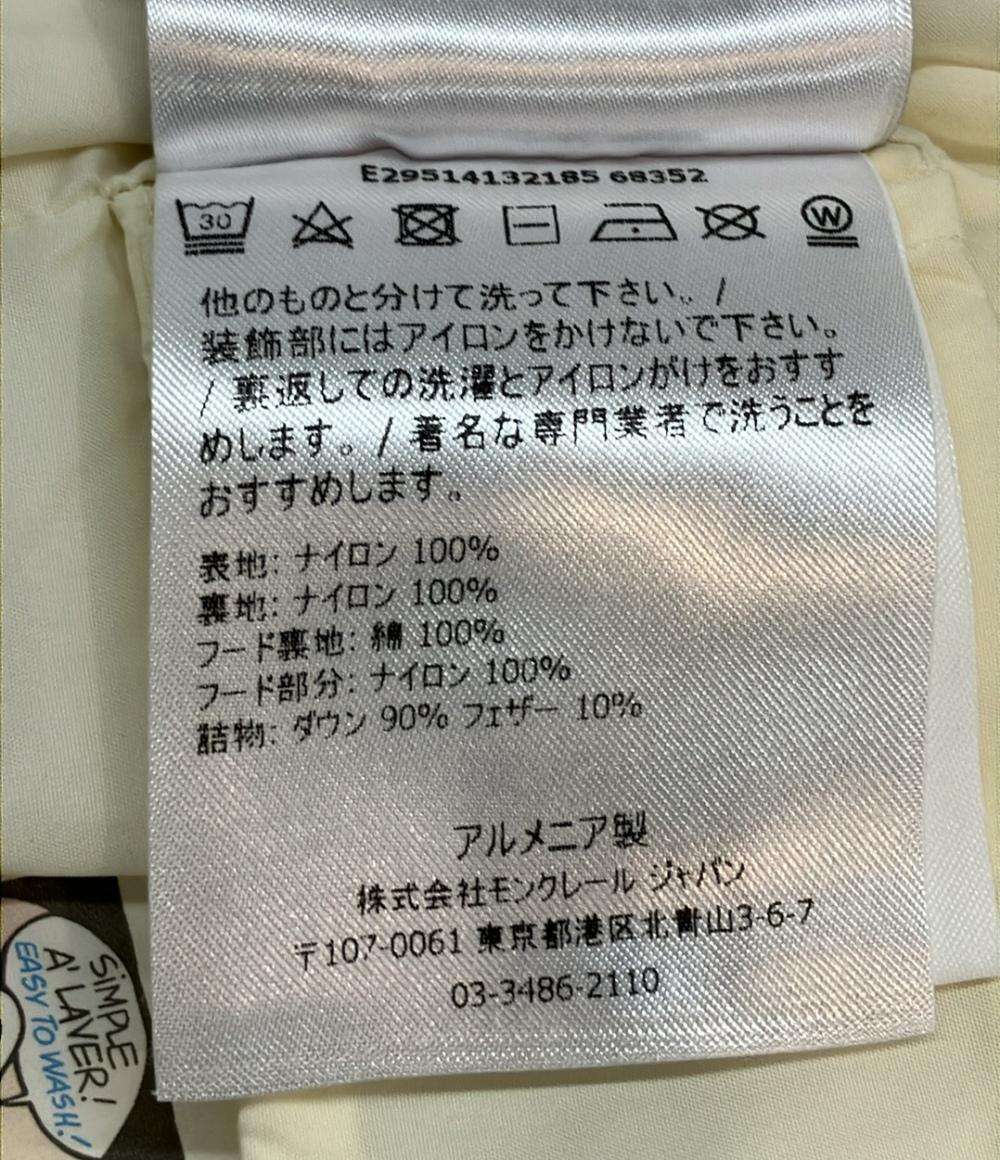 E29514132185 68352
30
W
他のものと分けて洗って下さい。 /
装飾部にはアイロンをかけないで下さい。
/ 裏返しての洗濯とアイロンがけをおすす
めします。 / 著名な専門業者で洗うことを
おすすめします。
表地: ナイロン 100%
裏地: ナイロン 100%
フード裏地: 綿 100%
フード部分: ナイロン 100%
詰物: ダウン 90% フェザー 10%
アルメニア製
株式会社モンクレール ジャパン
〒107-0061 東京都港区北青山3-6-7
03-3486-2110
SiMPLE
A' LAVER!
EASY TO WASH!